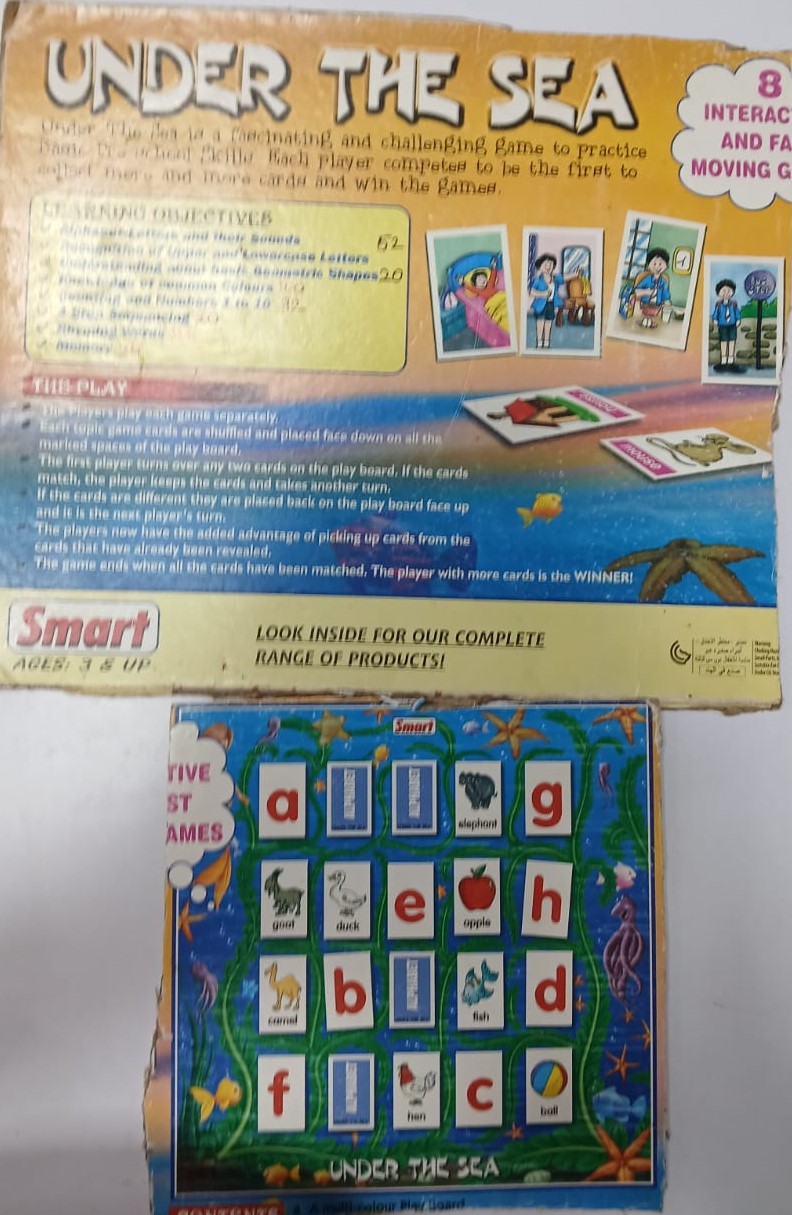 UNDER THE SEA
8
INTERAC
AND FA
MOVING G
Under The Sea is a fascinating and challenging game to practice
Basic Pre-school Skills. Each player competes to be the first to
collect more and more cards and win the games.
LEARNING OBJECTIVES
Alphabet Letters and their Sounds 52
Recognition of Upper and Lowercase Letters
Understanding about Basic Geometric Shapes 20
Knowledge of common Colours
Counting and Numbers 1 to 10 32
Sequencing 20
Rhyming Words
Memory
BUS STOP
mouse
THE PLAY
The Players play each game separately.
Each topic game cards are shuffled and placed face down on all the
marked spaces of the play board.
The first player turns over any two cards on the play board. If the cards
match, the player keeps the cards and takes another turn.
If the cards are different they are placed back on the play board face up
and it is the next player's turn.
The players now have the added advantage of picking up cards from the
cards that have already been revealed.
The game ends when all the cards have been matched. The player with more cards is the WINNER!
Smart
AGES: 3 & UP
LOOK INSIDE FOR OUR COMPLETE
RANGE OF PRODUCTS!
Smart
TIVE
ST
AMES
a elephant g
goat duck e apple h
camel b fish d
f hen c ball
UNDER THE SEA
CONTENTS A multi-colour Play Board